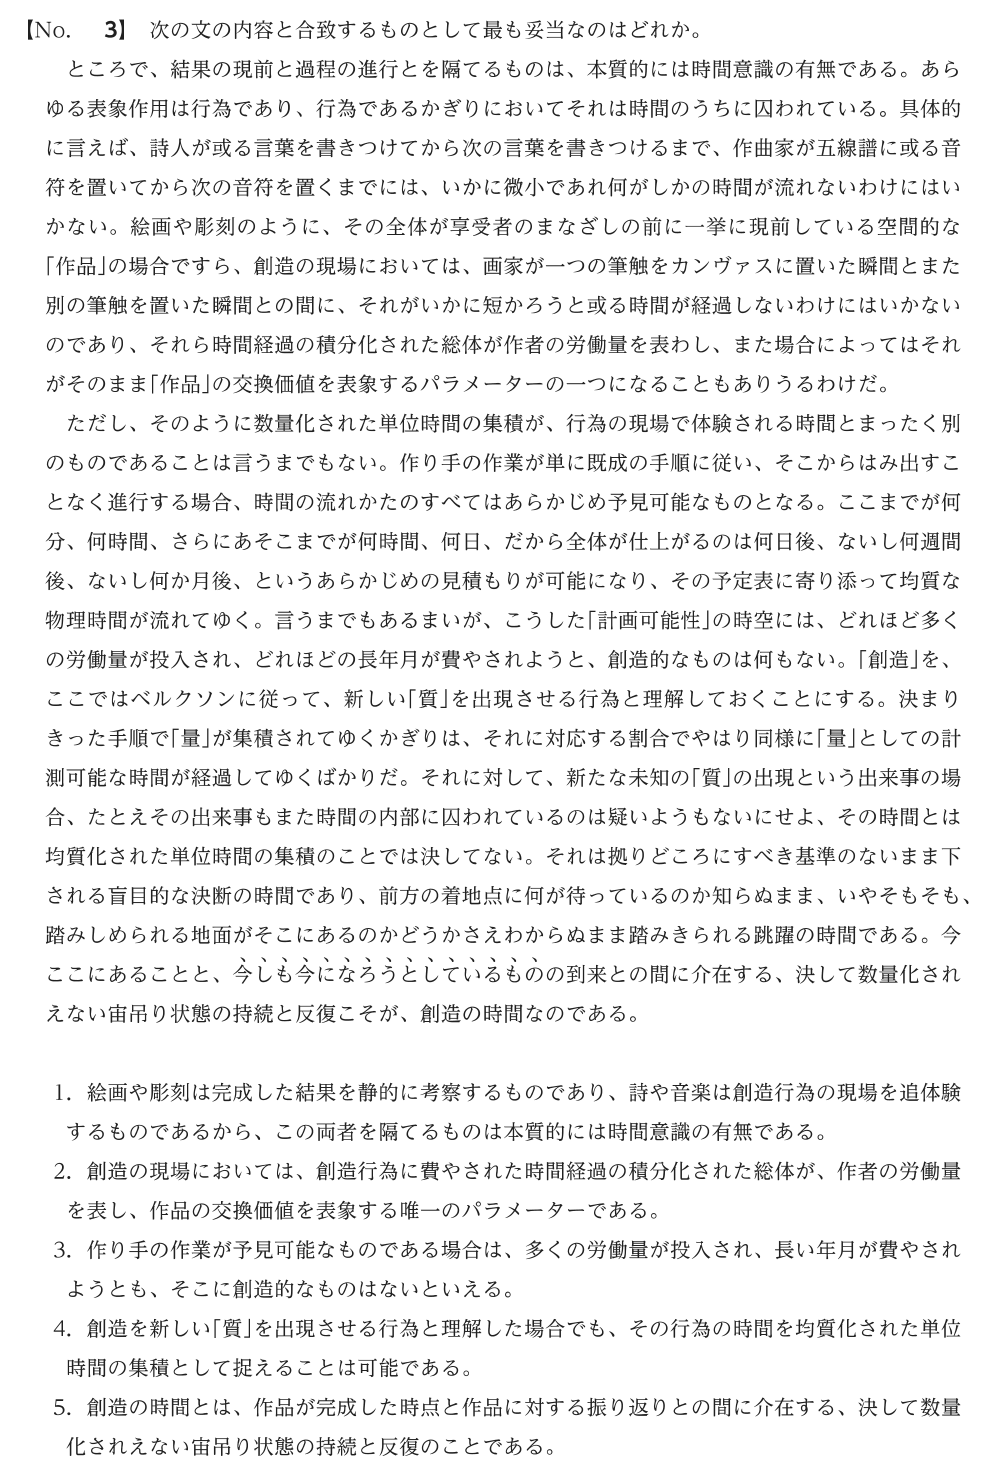 【No. 3】 次の文の内容と合致するものとして最も妥当なのはどれか。
ところで、結果の現前と過程の進行とを隔てるものは、本質的には時間意識の有無である。あら
ゆる表象作用は行為であり、行為であるかぎりにおいてそれは時間のうちに囚われている。具体的
に言えば、詩人が或る言葉を書きつけてから次の言葉を書きつけるまで、作曲家が五線譜に或る音
符を置いてから次の音符を置くまでには、いかに微小であれ何がしかの時間が流れないわけにはい
かない。絵画や彫刻のように、その全体が享受者のまなざしの前に一挙に現前している空間的な
「作品」の場合ですら、創造の現場においては、画家が一つの筆触をカンヴァスに置いた瞬間とまた
別の筆触を置いた瞬間との間に、それがいかに短かろうと或る時間が経過しないわけにはいかない
のであり、それら時間経過の積分化された総体が作者の労働量を表わし、また場合によってはそれ
がそのまま「作品」の交換価値を表象するパラメーターの一つになることもありうるわけだ。
ただし、そのように数量化された単位時間の集積が、行為の現場で体験される時間とまったく別
のものであることは言うまでもない。作り手の作業が単に既成の手順に従い、そこからはみ出すこ
となく進行する場合、時間の流れかたのすべてはあらかじめ予見可能なものとなる。ここまでが何
分、何時間、さらにあそこまでが何時間、何日、だから全体が仕上がるのは何日後、ないし何週間
後、ないし何か月後、というあらかじめの見積もりが可能になり、その予定表に寄り添って均質な
物理時間が流れてゆく。言うまでもあるまいが、こうした「計画可能性」の時空には、どれほど多く
の労働量が投入され、どれほどの長年月が費やされようと、創造的なものは何もない。「創造」を、
ここではベルクソンに従って、新しい「質」を出現させる行為と理解しておくことにする。決まり
きった手順で「量」が集積されてゆくかぎりは、それに対応する割合でやはり同様に「量」としての計
測可能な時間が経過してゆくばかりだ。それに対して、新たな未知の「質」の出現という出来事の場
合、たとえその出来事もまた時間の内部に囚われているのは疑いようもないにせよ、その時間とは
均質化された単位時間の集積のことでは決してない。それは拠りどころにすべき基準のないまま下
される盲目的な決断の時間であり、前方の着地点に何が待っているのか知らぬまま、いやそもそも、
踏みしめられる地面がそこにあるのかどうかさえわからぬまま踏みきられる跳躍の時間である。今
ここにあることと、今しも今になろうとしているものの到来との間に介在する、決して数量化され
えない宙吊り状態の持続と反復こそが、創造の時間なのである。
1. 絵画や彫刻は完成した結果を静的に考察するものであり、詩や音楽は創造行為の現場を追体験
するものであるから、この両者を隔てるものは本質的には時間意識の有無である。
2. 創造の現場においては、創造行為に費やされた時間経過の積分化された総体が、作者の労働量
を表し、作品の交換価値を表象する唯一のパラメーターである。
3. 作り手の作業が予見可能なものである場合は、多くの労働量が投入され、長い年月が費やされ
ようとも、そこに創造的なものはないといえる。
4. 創造を新しい「質」を出現させる行為と理解した場合でも、その行為の時間を均質化された単位
時間の集積として捉えることは可能である。
5. 創造の時間とは、作品が完成した時点と作品に対する振り返りとの間に介在する、決して数量
化されえない宙吊り状態の持続と反復のことである。